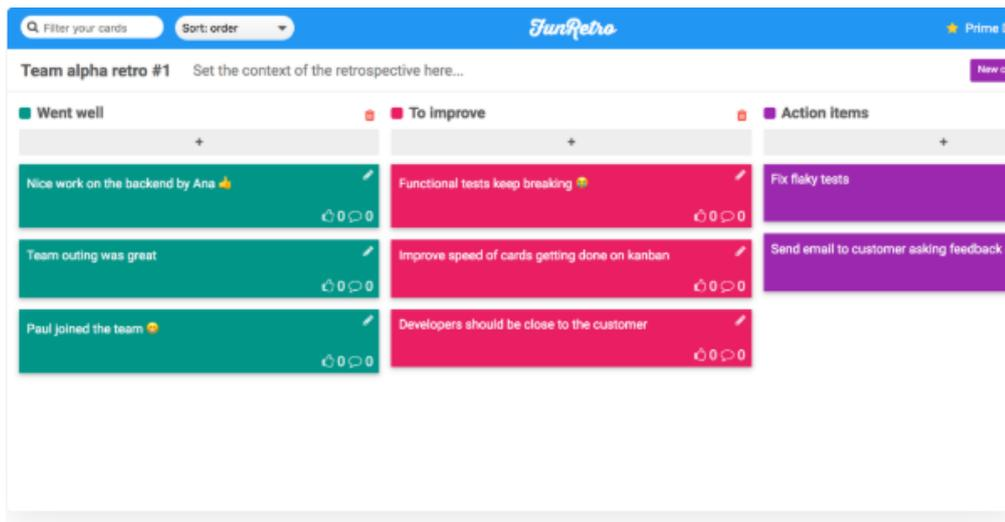 Filter your cards
Sort: order
FunRetro
Prime
Team alpha retro #1
Set the context of the retrospective here...
New
Went well
To improve
Action items
+
+
+
Nice work on the backend by Ana 👍
0 0
Team outing was great
0 0
Paul joined the team 😄
0 0
Functional tests keep breaking 😭
0 0
Improve speed of cards getting done on kanban
0 0
Developers should be close to the customer
0 0
Fix flaky tests
Send email to customer asking feedback